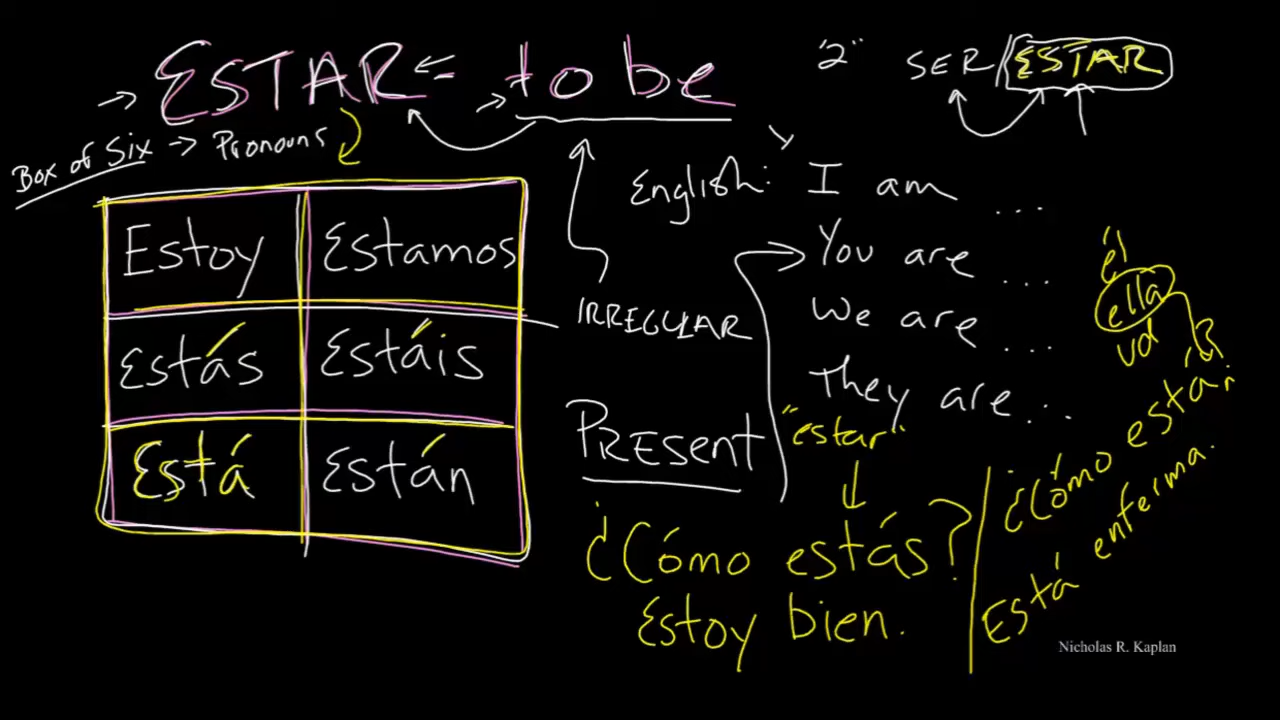 → ESTAR ← = → to be
"2" SER/ESTAR
Box of Six → Pronouns
Estoy Estamos
estás Estáis
Está Están
IRREGULAR
PRESENT
English: I am ...
You are ...
We are ...
They are ...
él
ella
vd
"estar"
¿Cómo estás?
Estoy bien.
¿Cómo está?
Está enferma.
Nicholas R. Kaplan